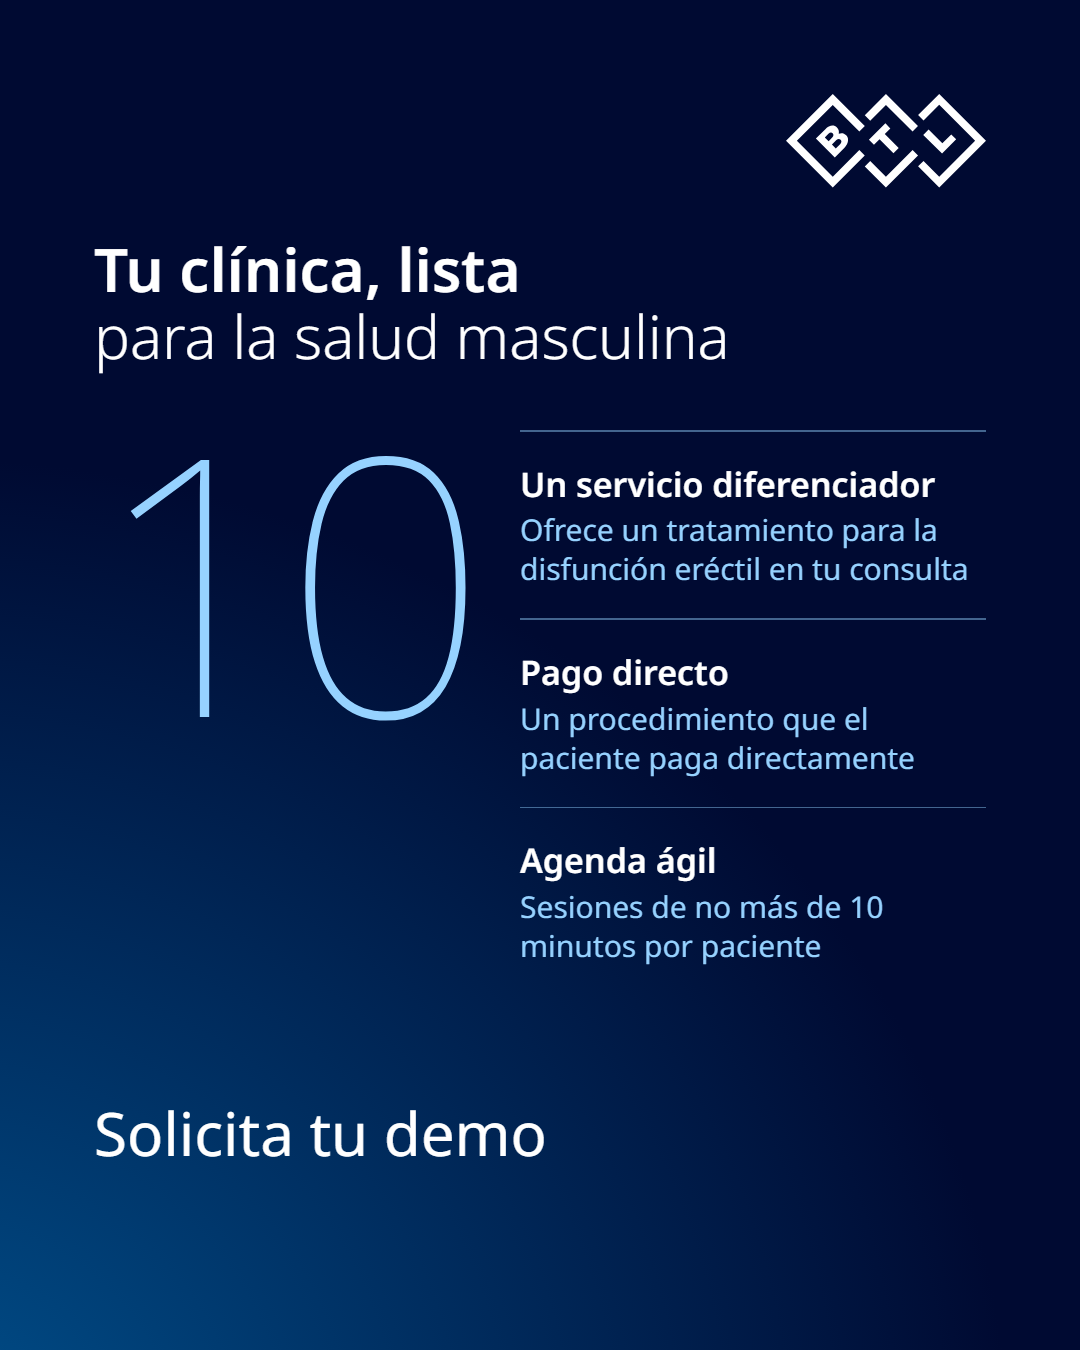 BTL
Tu clínica, lista
para la salud masculina
10
Un servicio diferenciador
Ofrece un tratamiento para la
disfunción eréctil en tu consulta
Pago directo
Un procedimiento que el
paciente paga directamente
Agenda ágil
Sesiones de no más de 10
minutos por paciente
Solicita tu demo